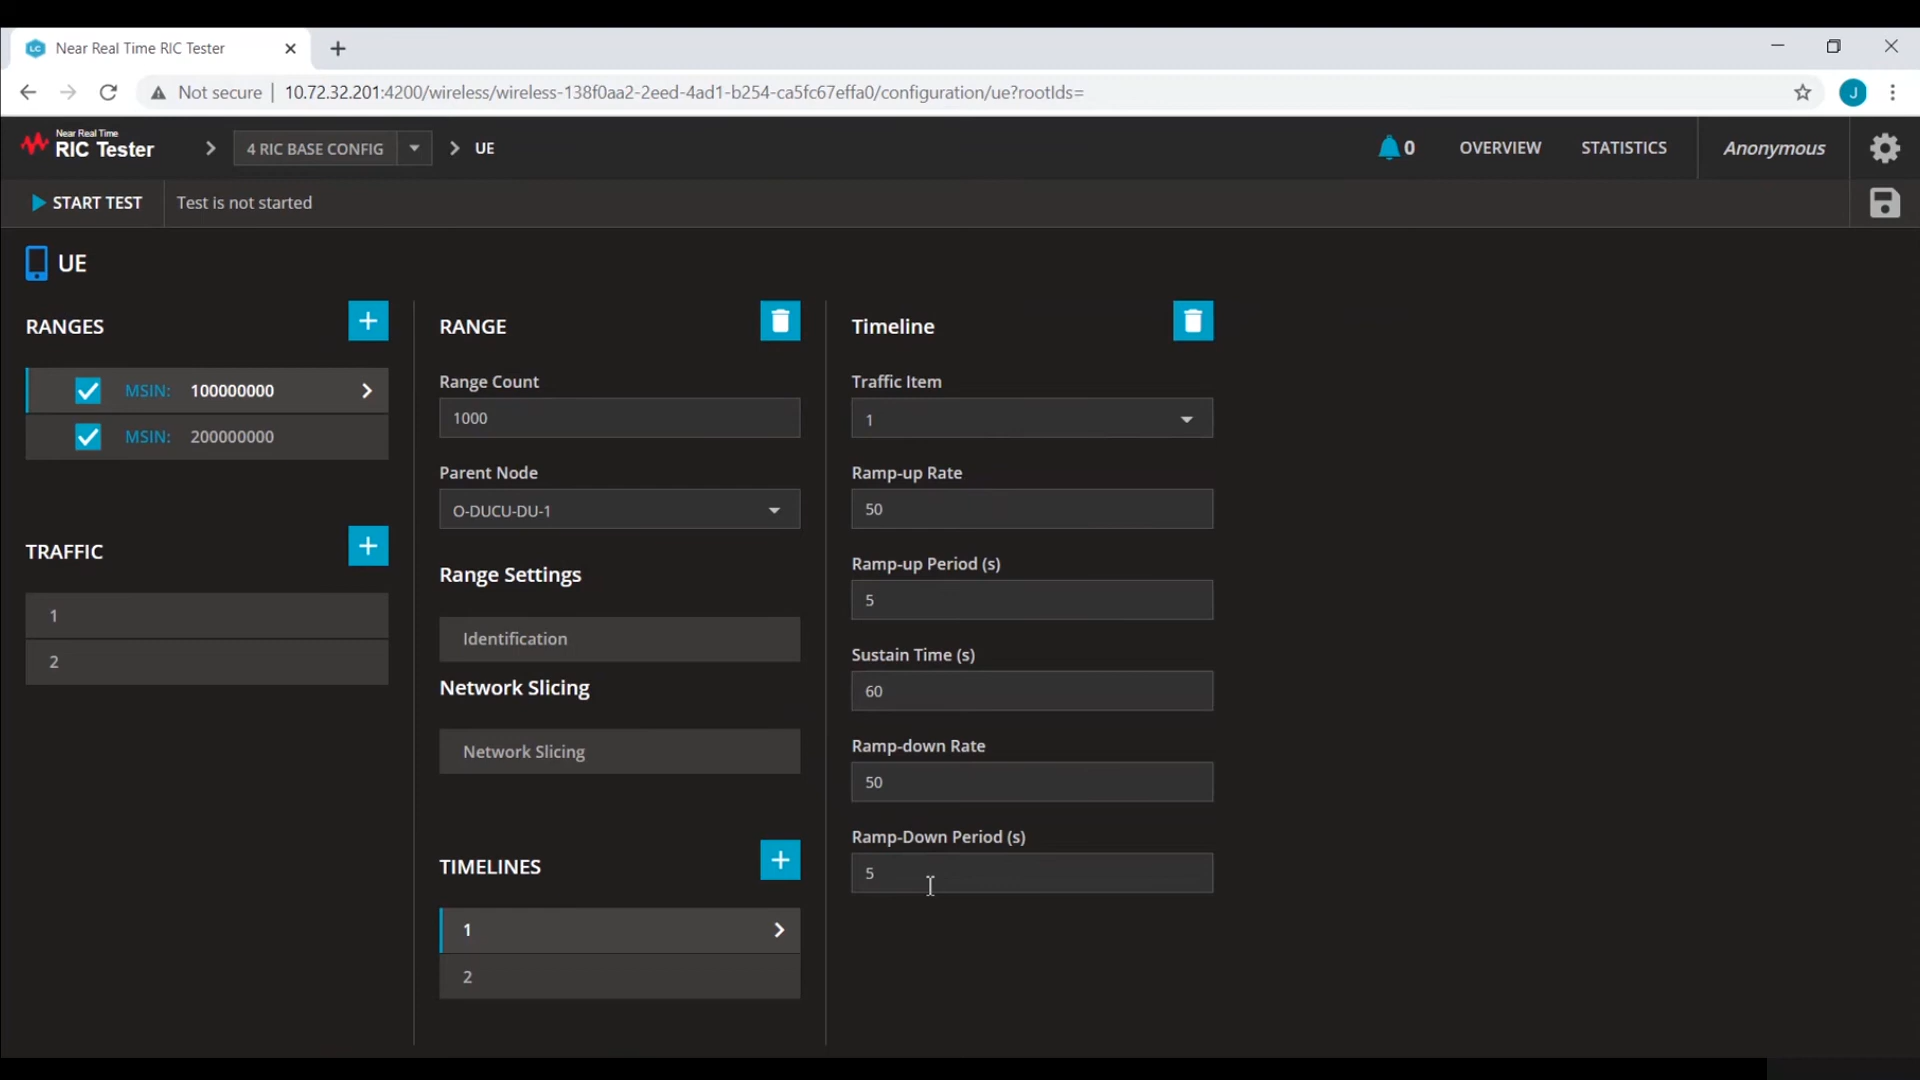 Near Real Time RIC Tester
Not secure
10.72.32.201:4200/wireless/wireless-138f0aa2-2eed-4ad1-b254-ca5fc67effa0/configuration/ue?rootIds=
J
Near Real Time
RIC Tester
4 RIC BASE CONFIG
UE
0
OVERVIEW
STATISTICS
Anonymous
START TEST
Test is not started
UE
RANGES
MSIN: 100000000
MSIN: 200000000
TRAFFIC
1
2
RANGE
Range Count
1000
Parent Node
O-DUCU-DU-1
Range Settings
Identification
Network Slicing
Network Slicing
TIMELINES
1
2
Timeline
Traffic Item
1
Ramp-up Rate
50
Ramp-up Period (s)
5
Sustain Time (s)
60
Ramp-down Rate
50
Ramp-Down Period (s)
5